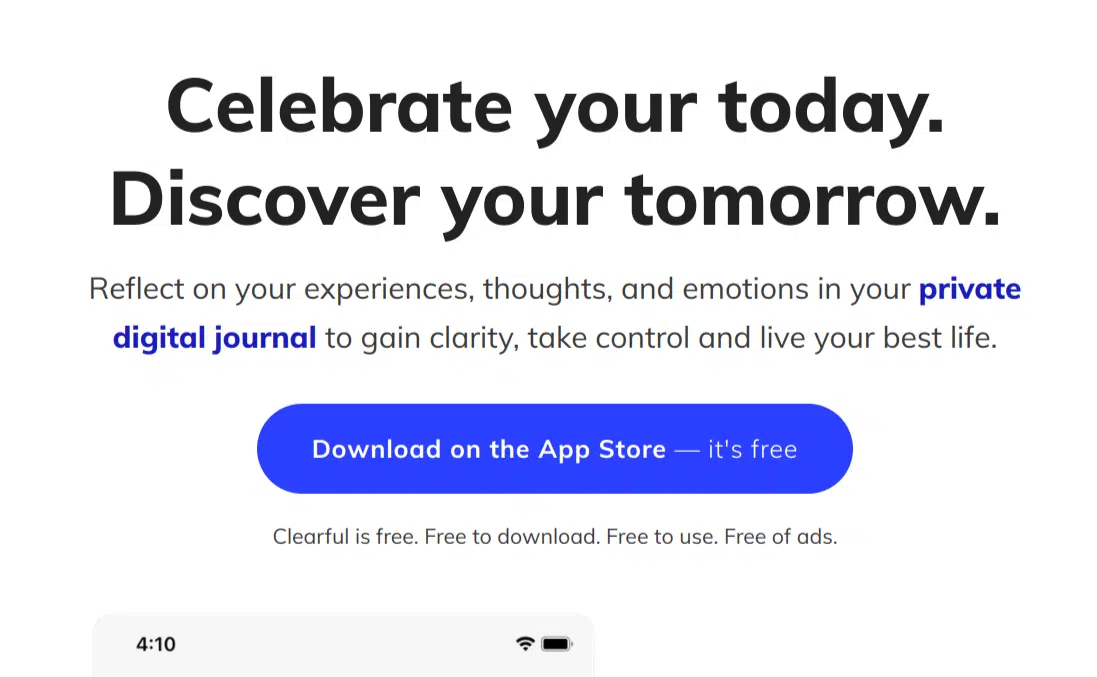 Celebrate your today.
Discover your tomorrow.
Reflect on your experiences, thoughts, and emotions in your private
digital journal to gain clarity, take control and live your best life.
Download on the App Store — it's free
Clearful is free. Free to download. Free to use. Free of ads.
4:10